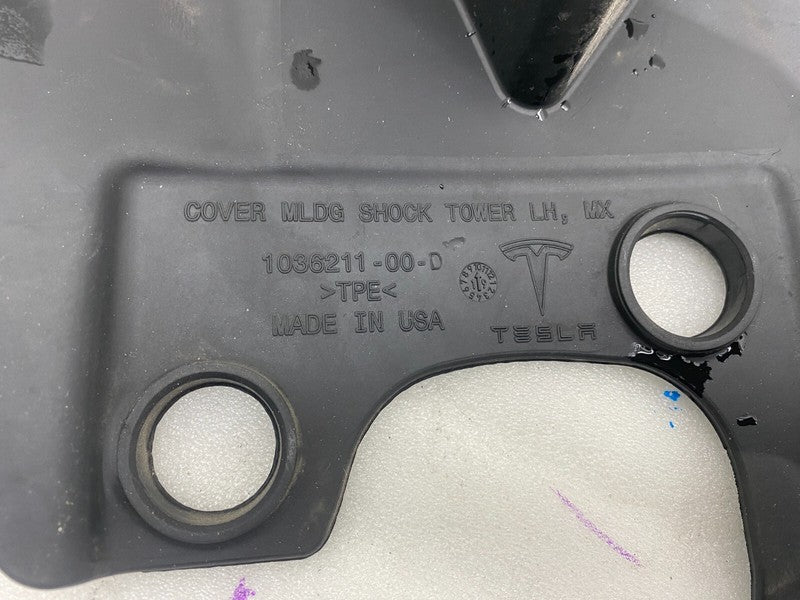 COVER MLDG SHOCK TOWER LH, MX
1036211-00-D
>TPE<
MADE IN USA
TESLA